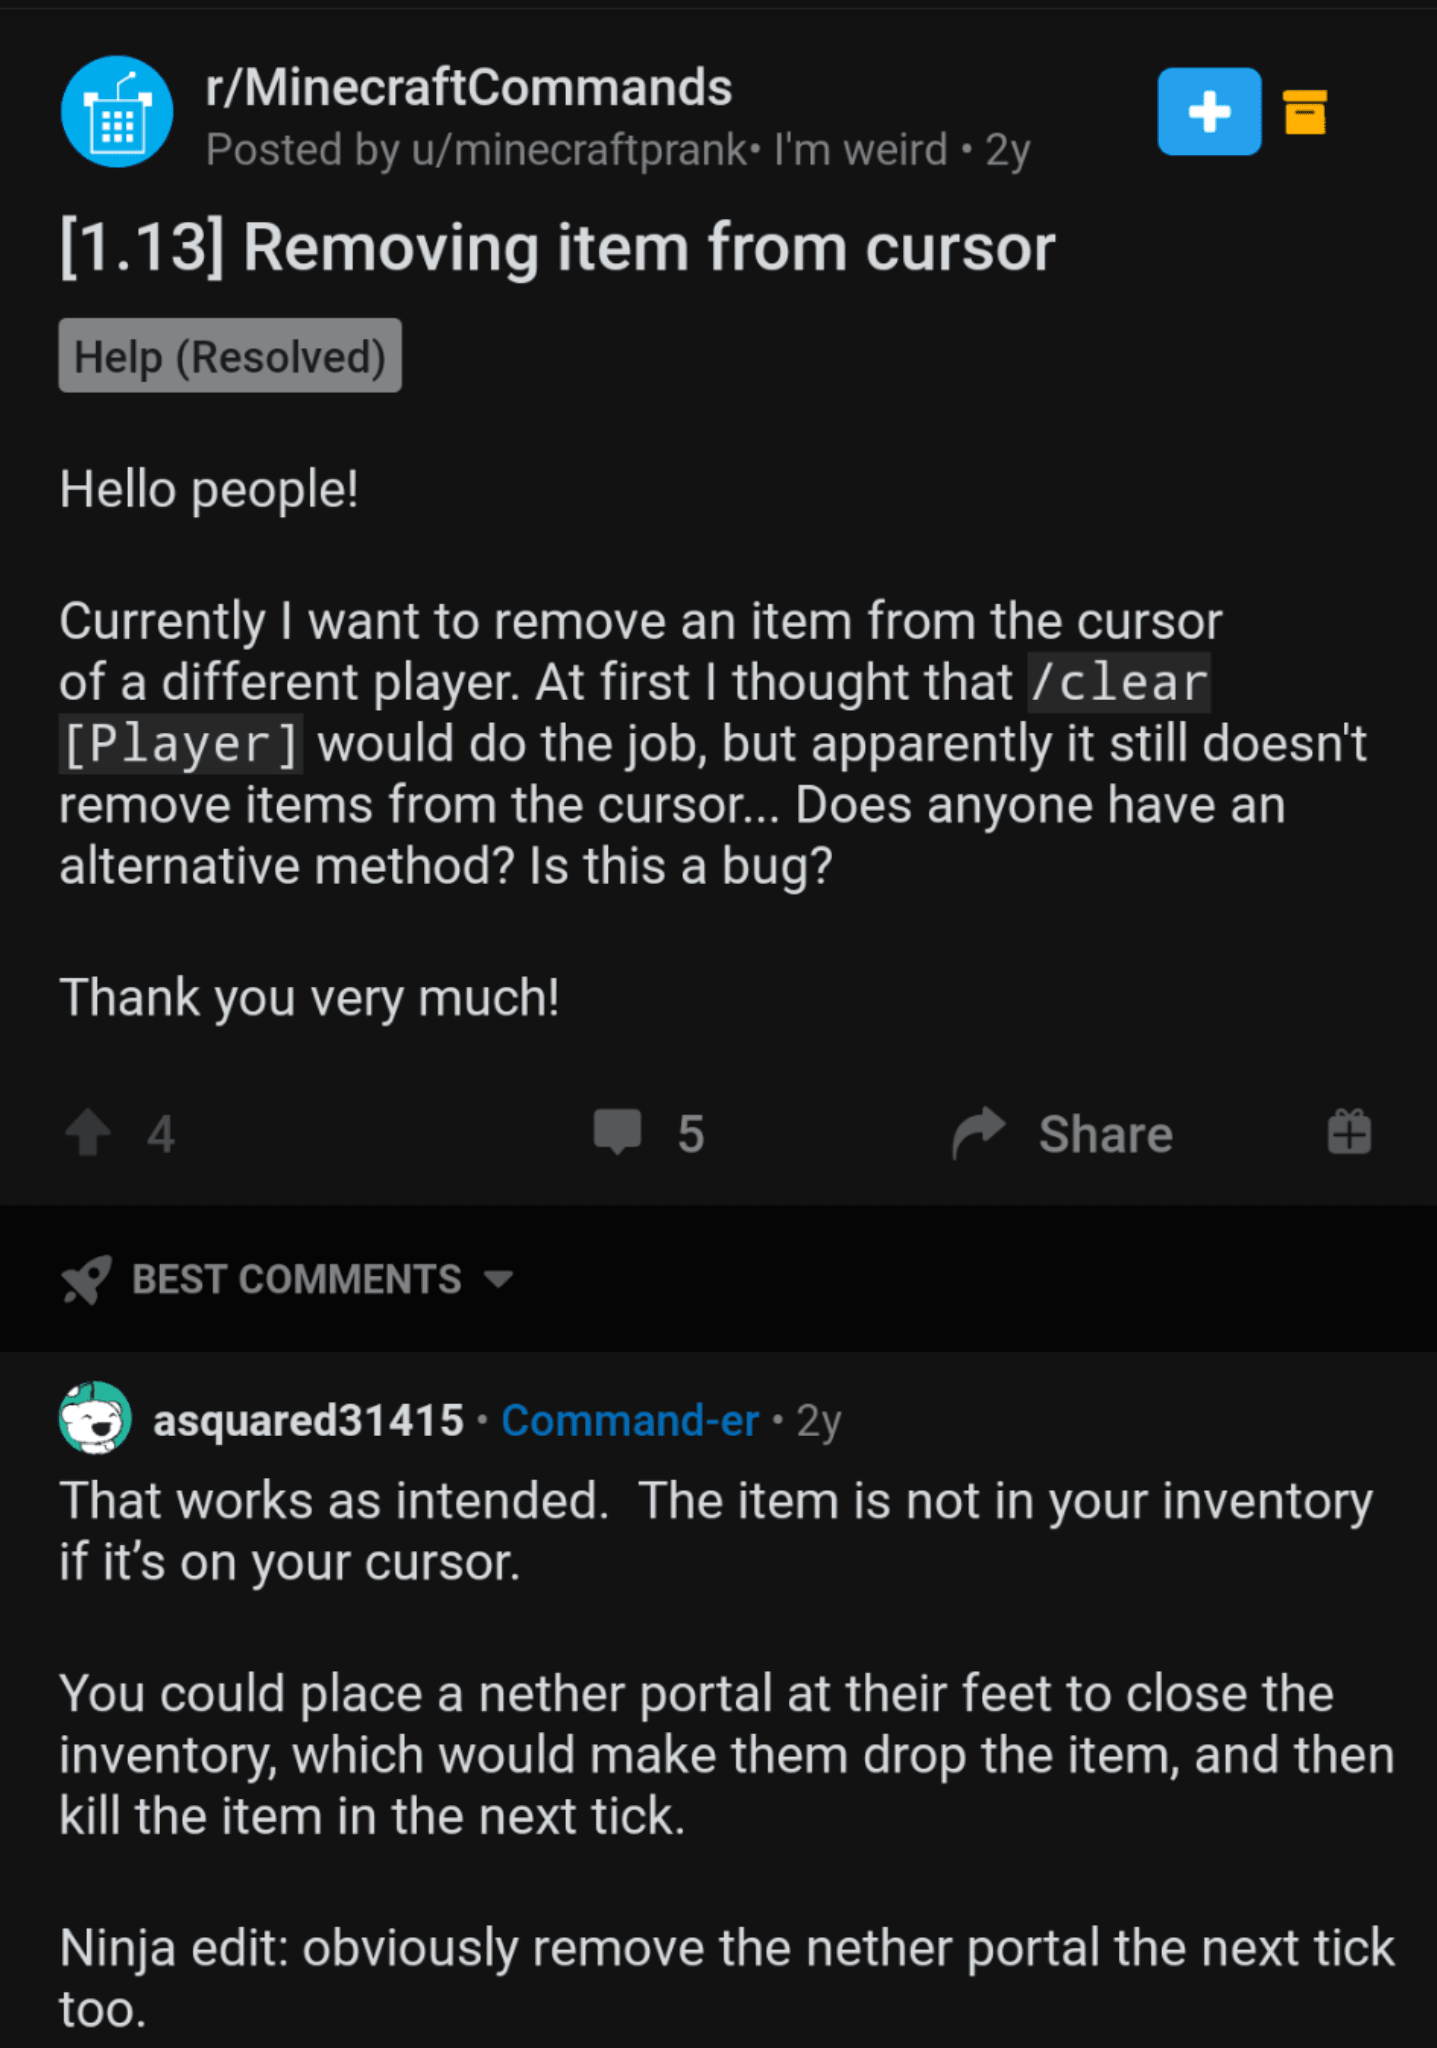 r/MinecraftCommands
Posted by u/minecraftprank• I'm weird • 2y
[1.13] Removing item from cursor
Help (Resolved)
Hello people!
Currently I want to remove an item from the cursor
of a different player. At first I thought that /clear
[Player] would do the job, but apparently it still doesn't
remove items from the cursor... Does anyone have an
alternative method? Is this a bug?
Thank you very much!
4 5 Share
BEST COMMENTS
asquared31415 • Command-er • 2y
That works as intended.  The item is not in your inventory
if it’s on your cursor.
You could place a nether portal at their feet to close the
inventory, which would make them drop the item, and then
kill the item in the next tick.
Ninja edit: obviously remove the nether portal the next tick
too.